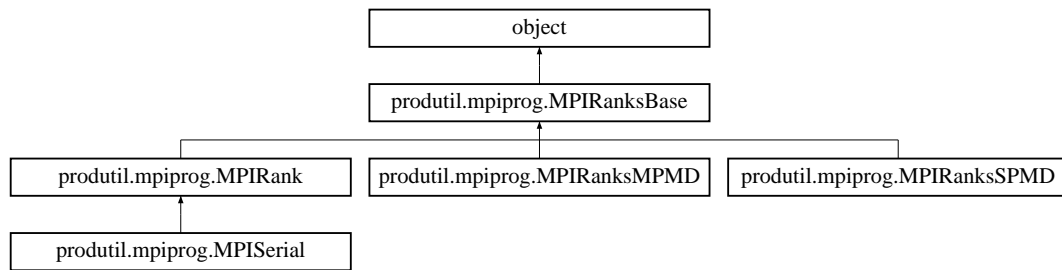 object
produtil.mpiprog.MPIRanksBase
produtil.mpiprog.MPIRank
produtil.mpiprog.MPIRanksMPMD
produtil.mpiprog.MPIRanksSPMD
produtil.mpiprog.MPISerial